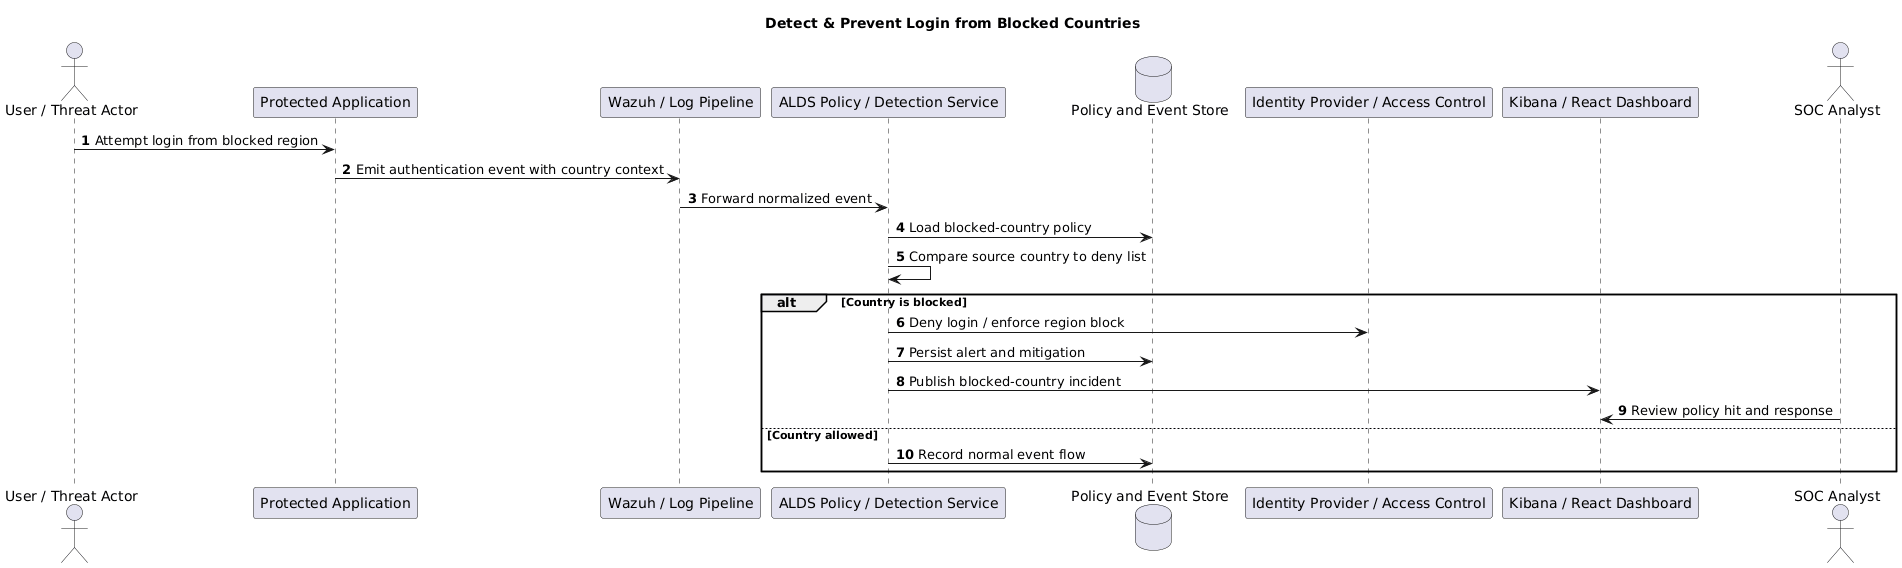 Detect & Prevent Login from Blocked Countries
User / Threat Actor
Protected Application
Wazuh / Log Pipeline
ALDS Policy / Detection Service
Policy and Event Store
Identity Provider / Access Control
Kibana / React Dashboard
SOC Analyst
1 Attempt login from blocked region
2 Emit authentication event with country context
3 Forward normalized event
4 Load blocked-country policy
5 Compare source country to deny list
alt [Country is blocked]
6 Deny login / enforce region block
7 Persist alert and mitigation
8 Publish blocked-country incident
9 Review policy hit and response
[Country allowed]
10 Record normal event flow
User / Threat Actor
Protected Application
Wazuh / Log Pipeline
ALDS Policy / Detection Service
Policy and Event Store
Identity Provider / Access Control
Kibana / React Dashboard
SOC Analyst